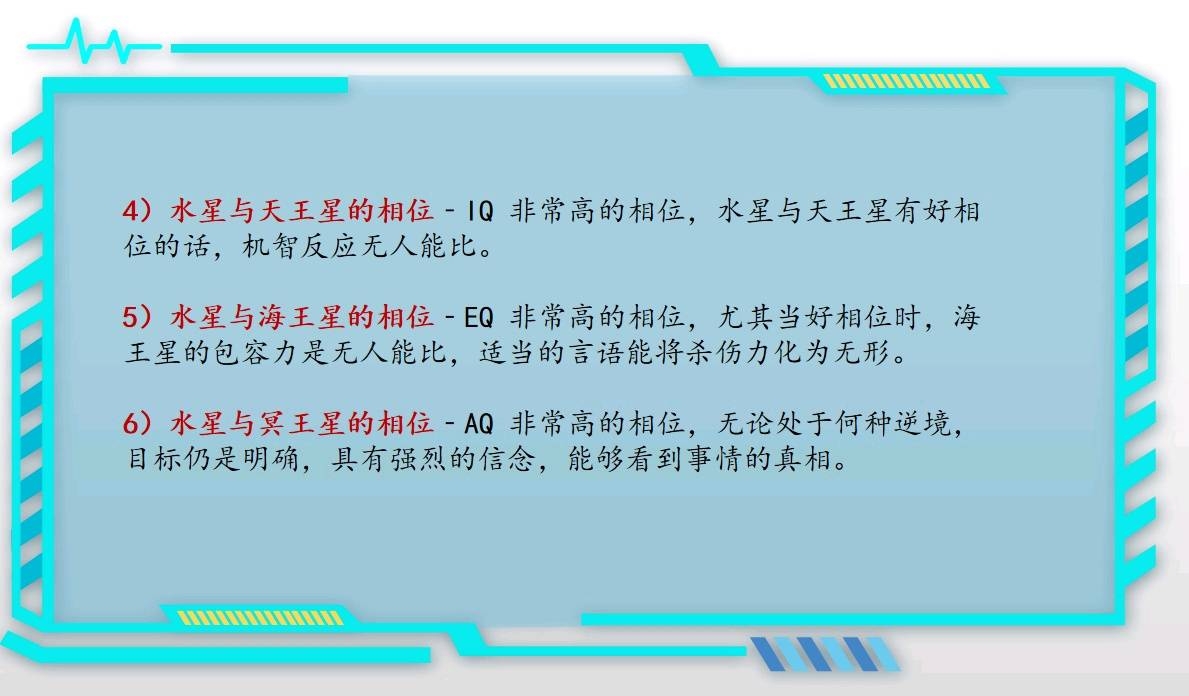 4）水星与天王星的相位 - IQ 非常高的相位，水星与天王星有好相
位的话，机智反应无人能比。
5）水星与海王星的相位 - EQ 非常高的相位，尤其当好相位时，海
王星的包容力是无人能比，适当的言语能将杀伤力化为无形。
6）水星与冥王星的相位 - AQ 非常高的相位，无论处于何种逆境，
目标仍是明确，具有强烈的信念，能够看到事情的真相。